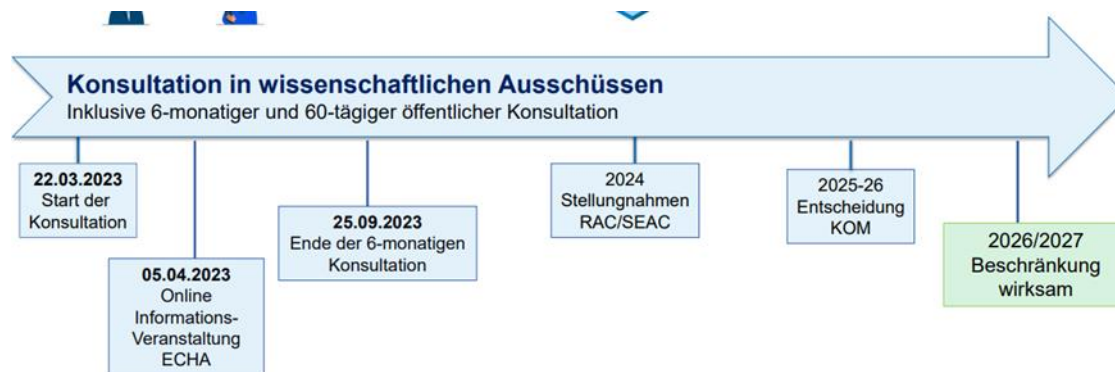 Konsultation in wissenschaftlichen Ausschüssen
Inklusive 6-monatiger und 60-tägiger öffentlicher Konsultation
22.03.2023
Start der
Konsultation
05.04.2023
Online
Informations-
Veranstaltung
ECHA
25.09.2023
Ende der 6-monatigen
Konsultation
2024
Stellungnahmen
RAC/SEAC
2025-26
Entscheidung
KOM
2026/2027
Beschränkung
wirksam